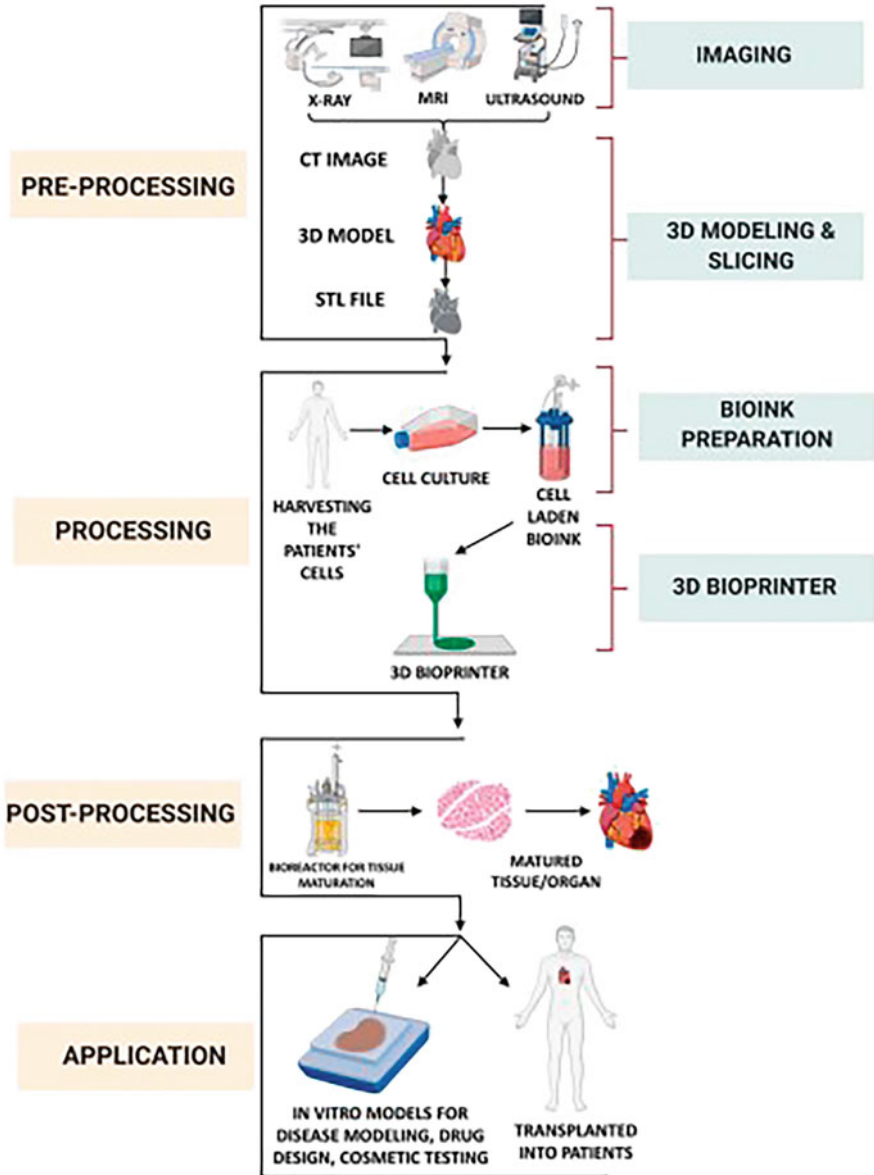 IMAGING
X-RAY
MRI
ULTRASOUND
PRE-PROCESSING
CT IMAGE
3D MODEL
STL FILE
3D MODELING &
SLICING
BIOINK
PREPARATION
PROCESSING
HARVESTING
THE
PATIENTS'
CELLS
CELL CULTURE
CELL
LADEN
BIOINK
3D BIOPRINTER
3D BIOPRINTER
POST-PROCESSING
BIOREACTOR FOR TISSUE
MATURATION
MATURED
TISSUE/ORGAN
APPLICATION
IN VITRO MODELS FOR
DISEASE MODELING, DRUG
DESIGN, COSMETIC TESTING
TRANSPLANTED
INTO PATIENTS